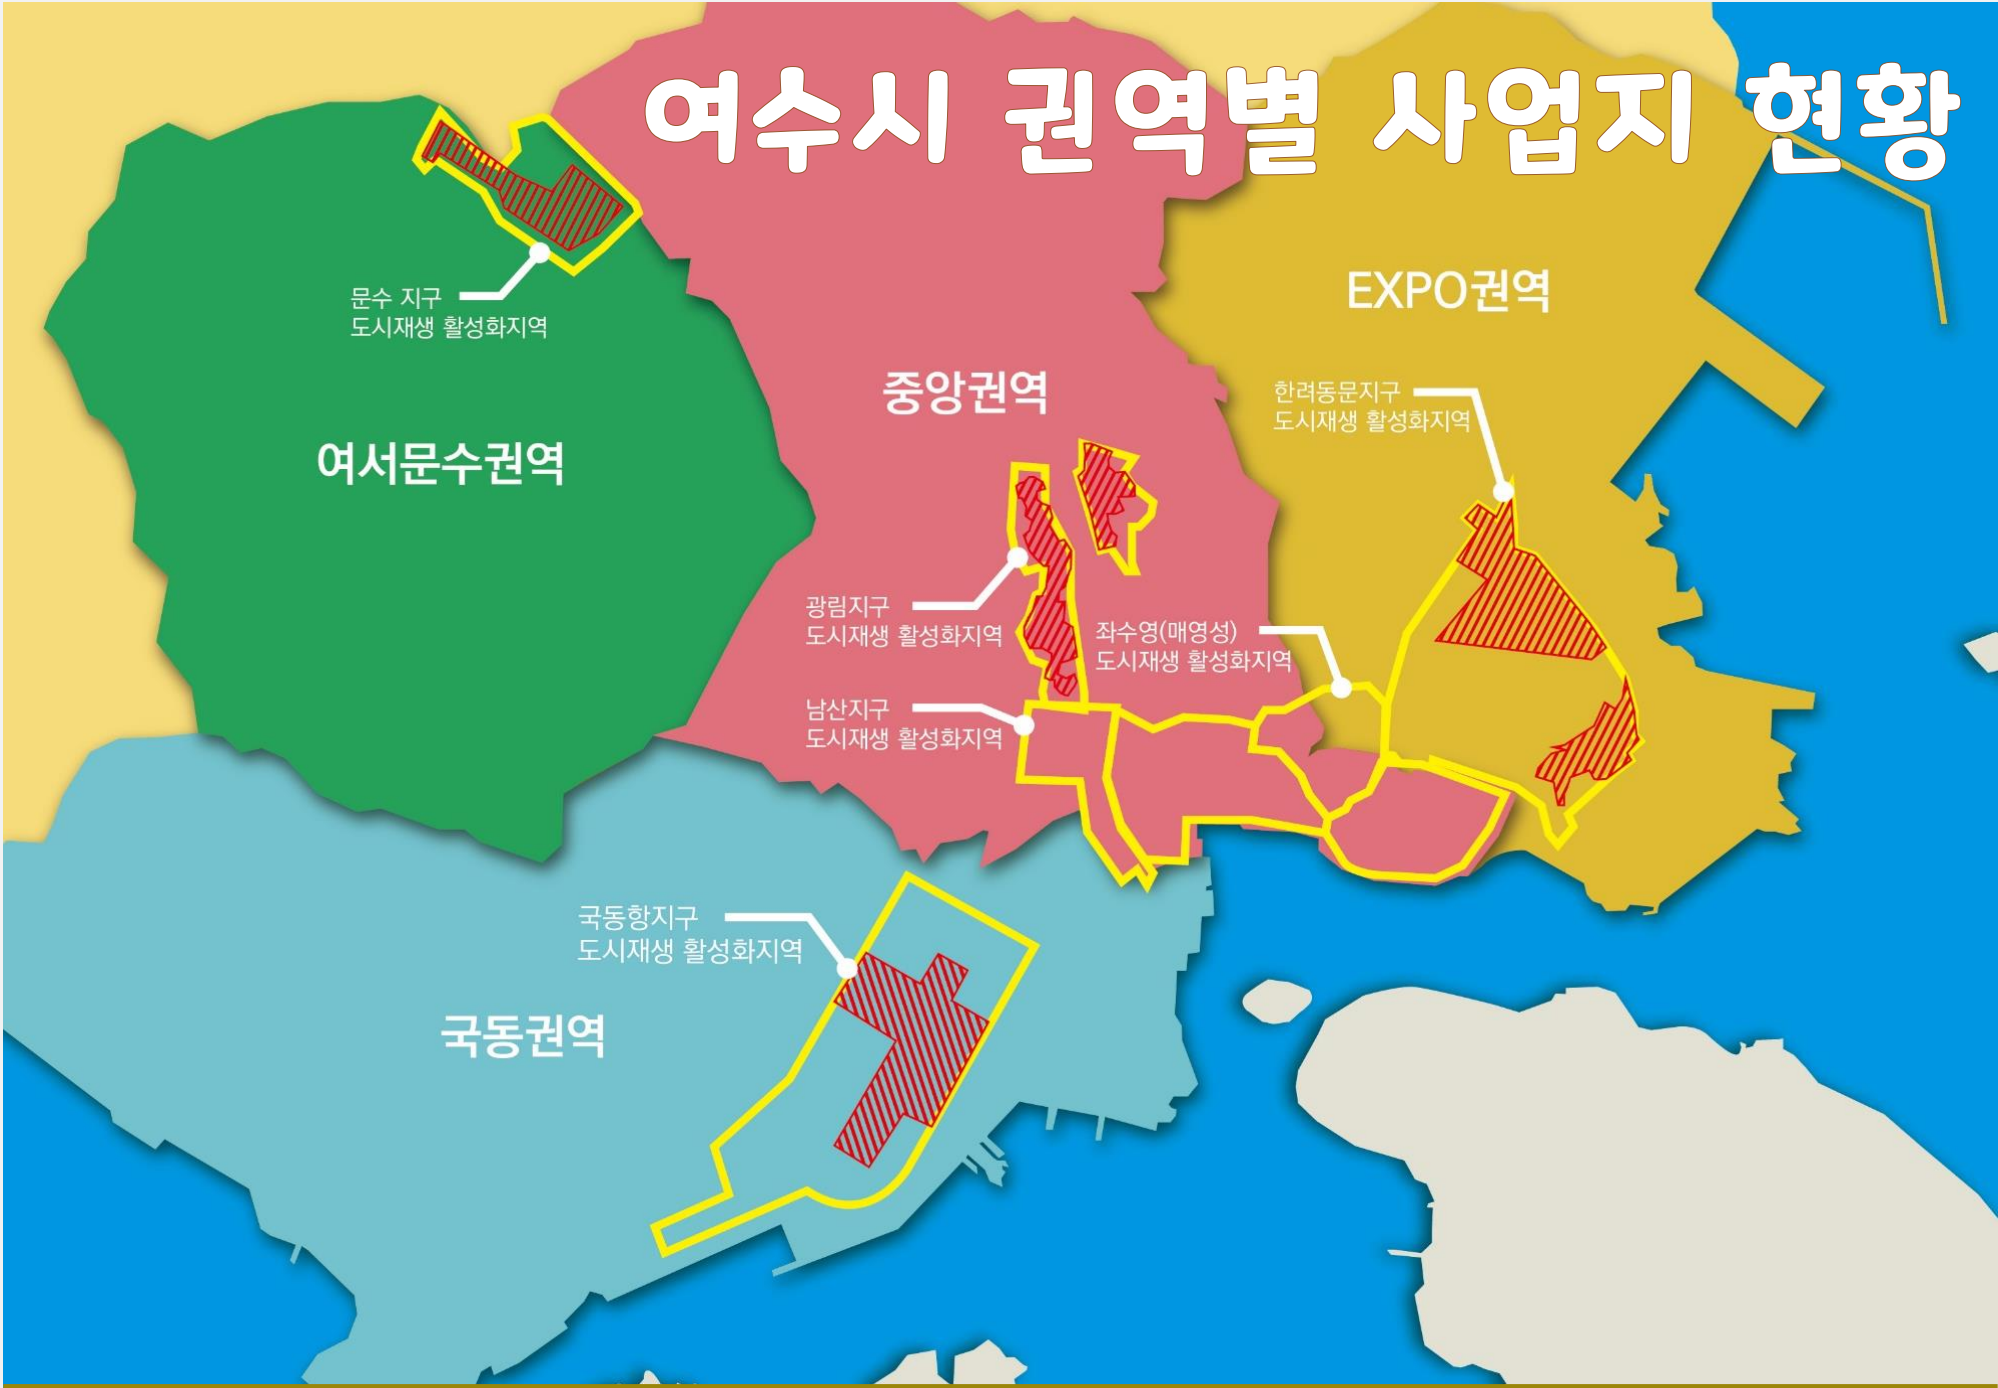 여수시 권역별 사업지 현황
문수 지구
도시재생 활성화지역
여서문수권역
중앙권역
EXPO권역
한려동문지구
도시재생 활성화지역
광림지구
도시재생 활성화지역
좌수영(매영성)
도시재생 활성화지역
남산지구
도시재생 활성화지역
국동항지구
도시재생 활성화지역
국동권역